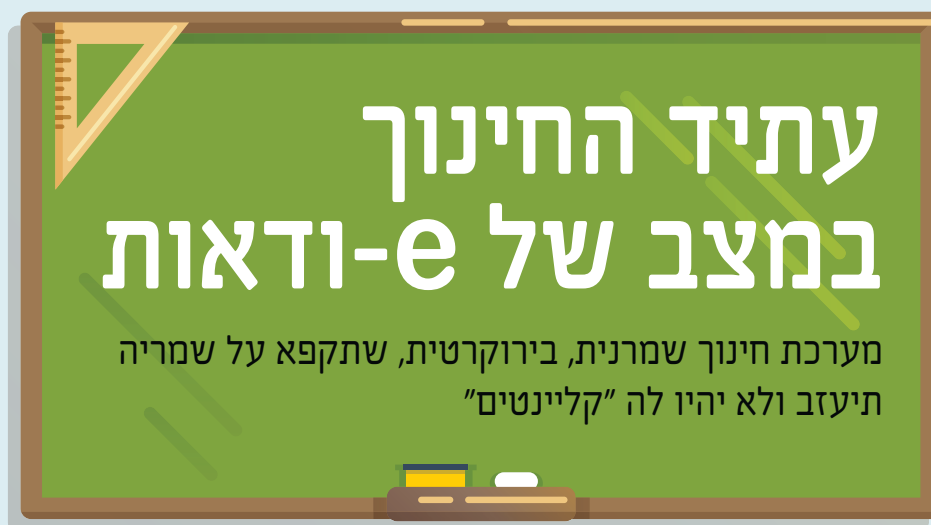 עתיד החינוך
במצב של e-ודאות
מערכת חינוך שמרנית, בירוקרטית, שתקפא על שמריה
תיעזב ולא יהיו לה ״קליינטים״